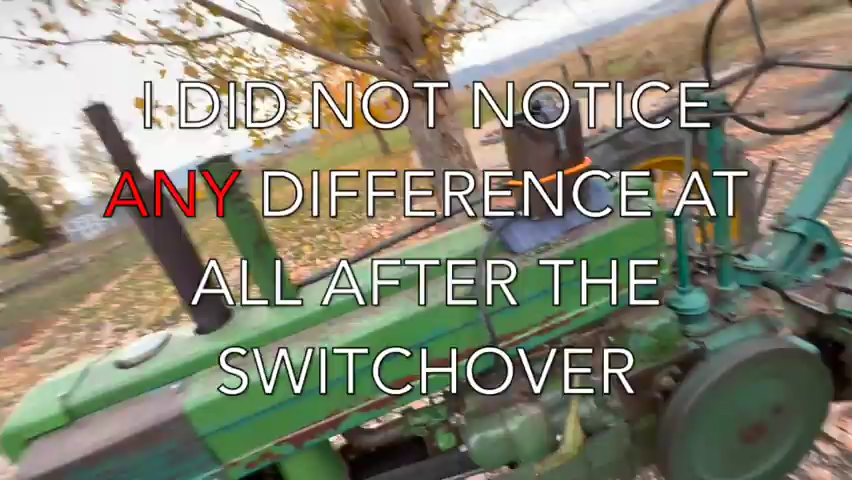 I DID NOT NOTICE
ANY DIFFERENCE AT
ALL AFTER THE
SWITCHOVER